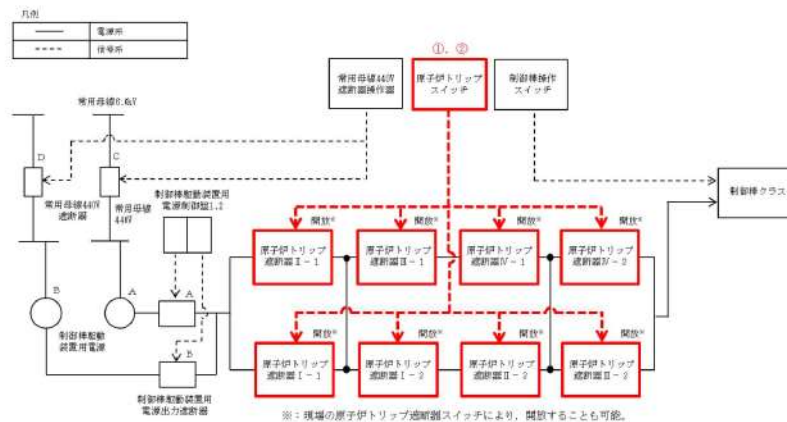 凡例
電源所
信号所
①、②
常用母線440V
遮断器操作器
原子炉トリップ
スイッチ
制御棒操作
スイッチ
常用母線6.6kV
D
C
常用母線440V
遮断器
常用母線
440V
制御棒駆動装置用
電源制御盤1,2
制御棒クラスタ
B
A
A
B
制御棒駆動
装置用電源
制御棒駆動装置用
電源出力遮断器
開放※
開放※
開放※
開放※
原子炉トリップ
遮断器Ⅱ－1
原子炉トリップ
遮断器Ⅲ－1
原子炉トリップ
遮断器Ⅳ－1
原子炉トリップ
遮断器Ⅳ－2
開放※
開放※
開放※
開放※
原子炉トリップ
遮断器Ⅰ－1
原子炉トリップ
遮断器Ⅰ－2
原子炉トリップ
遮断器Ⅱ－2
原子炉トリップ
遮断器Ⅲ－2
※：現場の原子炉トリップ遮断器スイッチにより、開放することも可能。